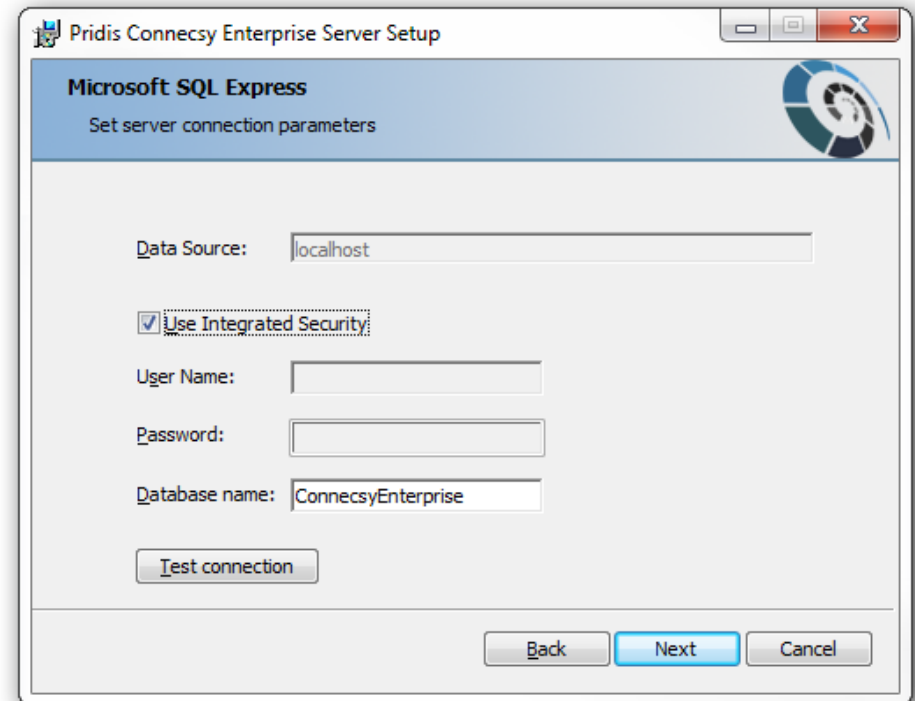 Pridis Connecsy Enterprise Server Setup
Microsoft SQL Express
Set server connection parameters
Data Source: localhost
Use Integrated Security
User Name:
Password:
Database name: ConnecsyEnterprise
Test connection
Back Next Cancel